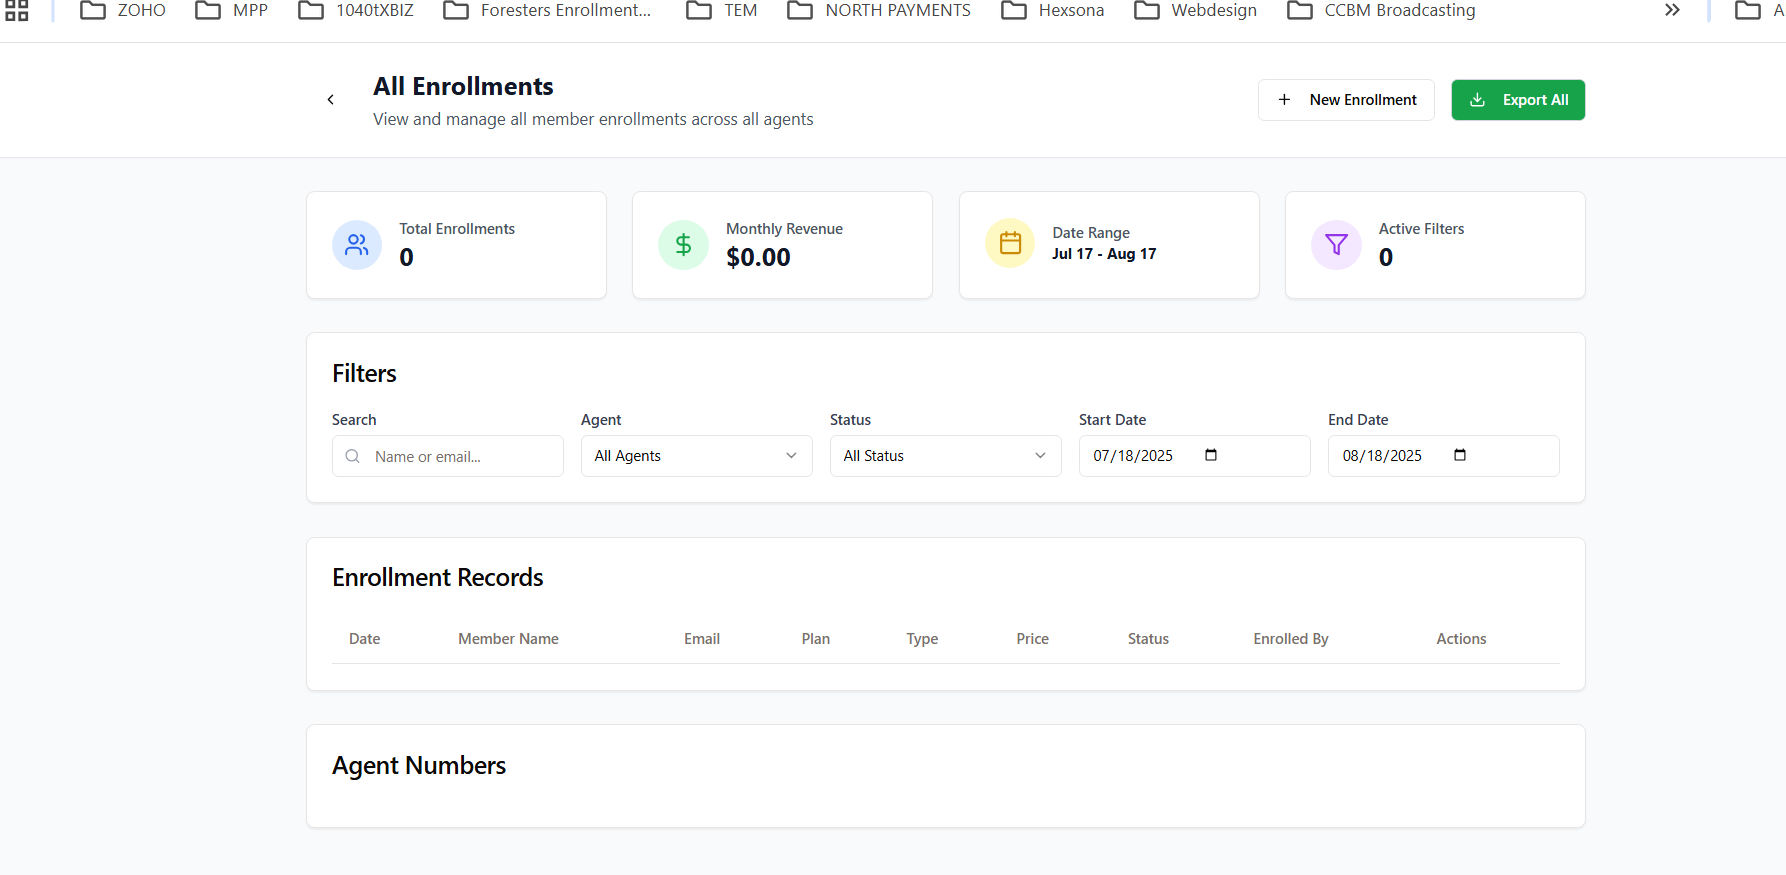 ZOHO MPP 1040tXBIZ Foresters Enrollment... TEM NORTH PAYMENTS Hexsona Webdesign CCBM Broadcasting
All Enrollments
View and manage all member enrollments across all agents
New Enrollment
Export All
Total Enrollments
0
Monthly Revenue
$0.00
Date Range
Jul 17 - Aug 17
Active Filters
0
Filters
Search Agent Status Start Date End Date
Name or email... All Agents All Status 07/18/2025 08/18/2025
Enrollment Records
Date Member Name Email Plan Type Price Status Enrolled By Actions
Agent Numbers